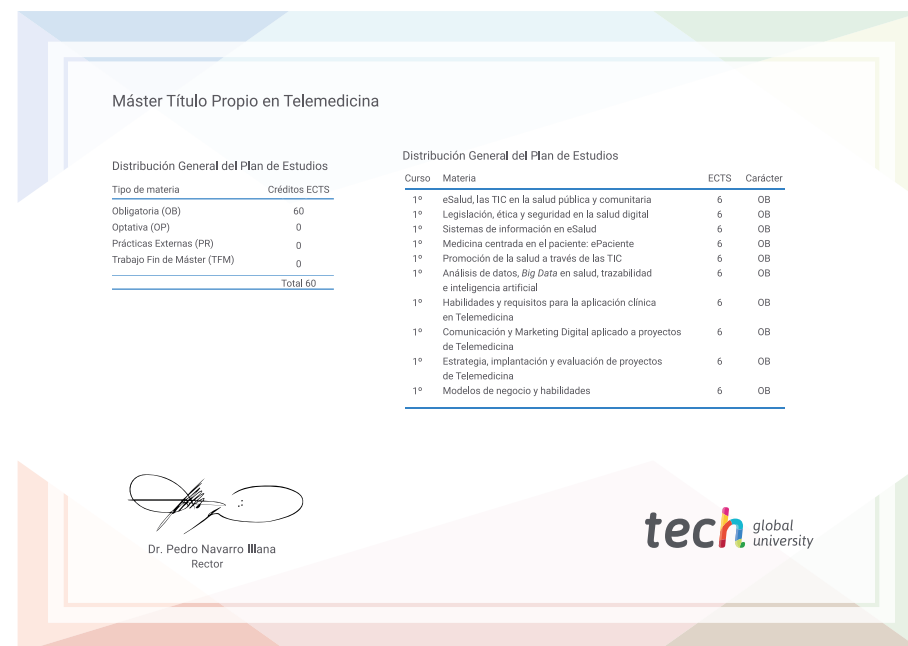 Máster Título Propio en Telemedicina
Distribución General del Plan de Estudios
Tipo de materia Créditos ECTS
Obligatoria (OB) 60
Optativa (OP) 0
Prácticas Externas (PR) 0
Trabajo Fin de Máster (TFM) 0
Total 60
Distribución General del Plan de Estudios
Curso Materia ECTS Carácter
1º eSalud, las TIC en la salud pública y comunitaria 6 OB
1º Legislación, ética y seguridad en la salud digital 6 OB
1º Sistemas de información en eSalud 6 OB
1º Medicina centrada en el paciente: ePaciente 6 OB
1º Promoción de la salud a través de las TIC 6 OB
1º Análisis de datos, Big Data en salud, trazabilidad 6 OB
e inteligencia artificial
1º Habilidades y requisitos para la aplicación clínica 6 OB
en Telemedicina
1º Comunicación y Marketing Digital aplicado a proyectos 6 OB
de Telemedicina
1º Estrategia, implantación y evaluación de proyectos 6 OB
de Telemedicina
1º Modelos de negocio y habilidades 6 OB
Dr. Pedro Navarro Illana
Rector
tech global
university